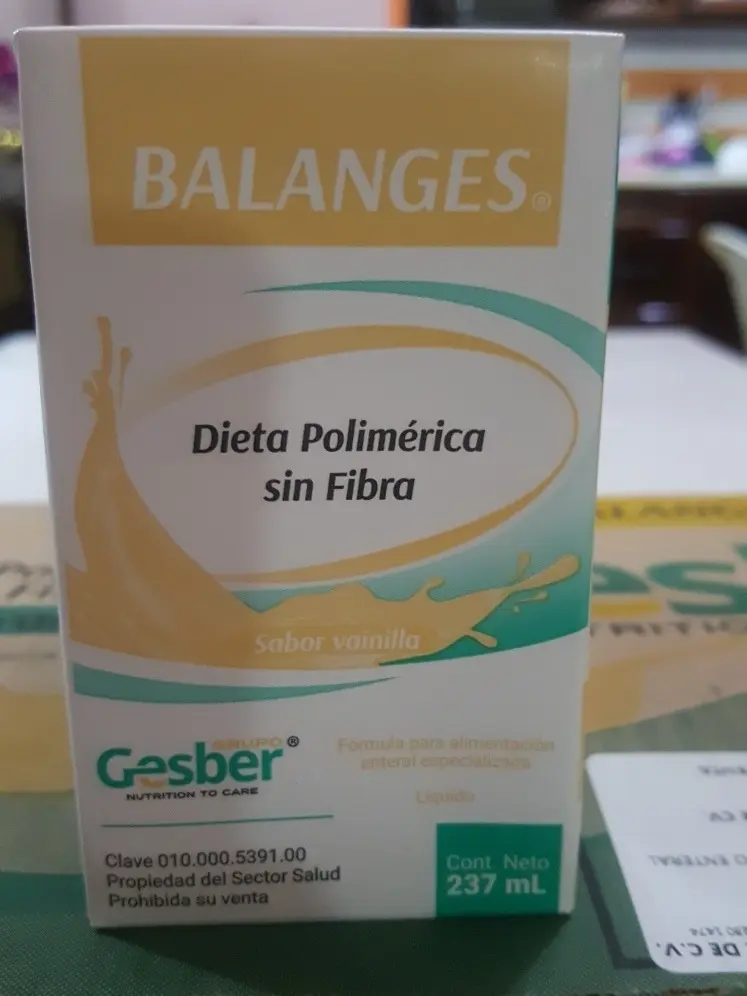 BALANGES®
Dieta Polimérica
sin Fibra
Sabor vainilla
GRUPO ®
Gesber
NUTRITION TO CARE
Fórmula para alimentación
enteral especializada
Líquido
Clave 010.000.5391.00
Propiedad del Sector Salud
Prohibida su venta
Cont. Neto
237 mL
DE C.V.